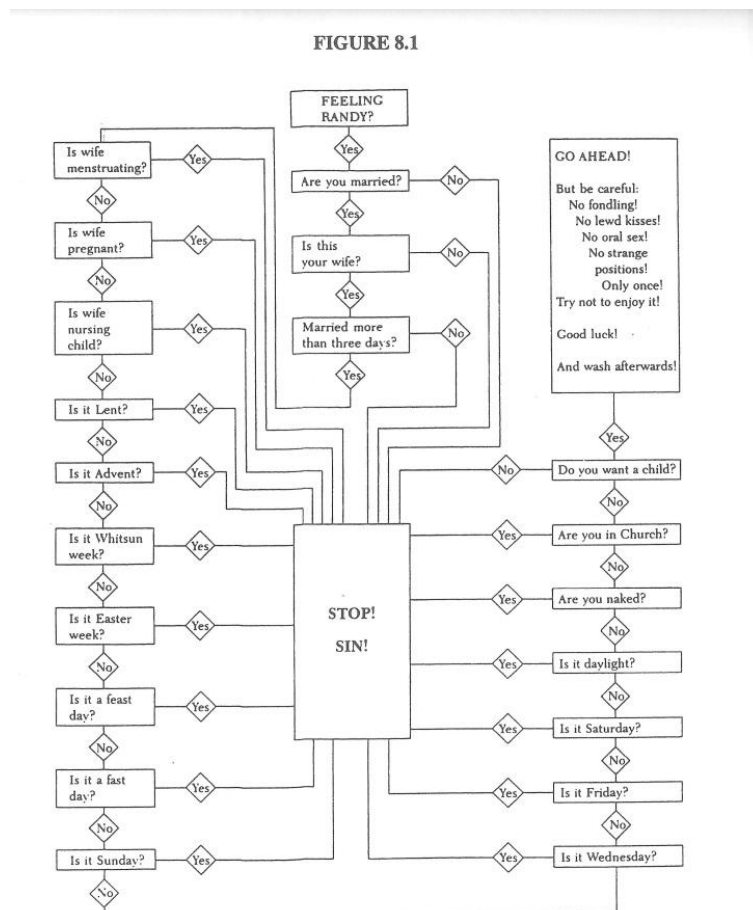 FIGURE 8.1
FEELING
RANDY?
Yes
Are you married?
No
Yes
Is this
your wife?
No
Yes
Married more
than three days?
No
Yes
Is wife
menstruating?
Yes
No
Is wife
pregnant?
Yes
No
Is wife
nursing
child?
Yes
No
Is it Lent?
Yes
No
Is it Advent?
Yes
No
Is it Whitsun
week?
Yes
No
Is it Easter
week?
Yes
No
Is it a feast
day?
Yes
No
Is it a fast
day?
Yes
No
Is it Sunday?
Yes
No
STOP!
SIN!
GO AHEAD!
But be careful:
No fondling!
No lewd kisses!
No oral sex!
No strange
positions!
Only once!
Try not to enjoy it!
Good luck!
And wash afterwards!
Yes
Do you want a child?
No
No
Are you in Church?
Yes
No
Are you naked?
Yes
No
Is it daylight?
Yes
No
Is it Saturday?
Yes
No
Is it Friday?
Yes
No
Is it Wednesday?
Yes